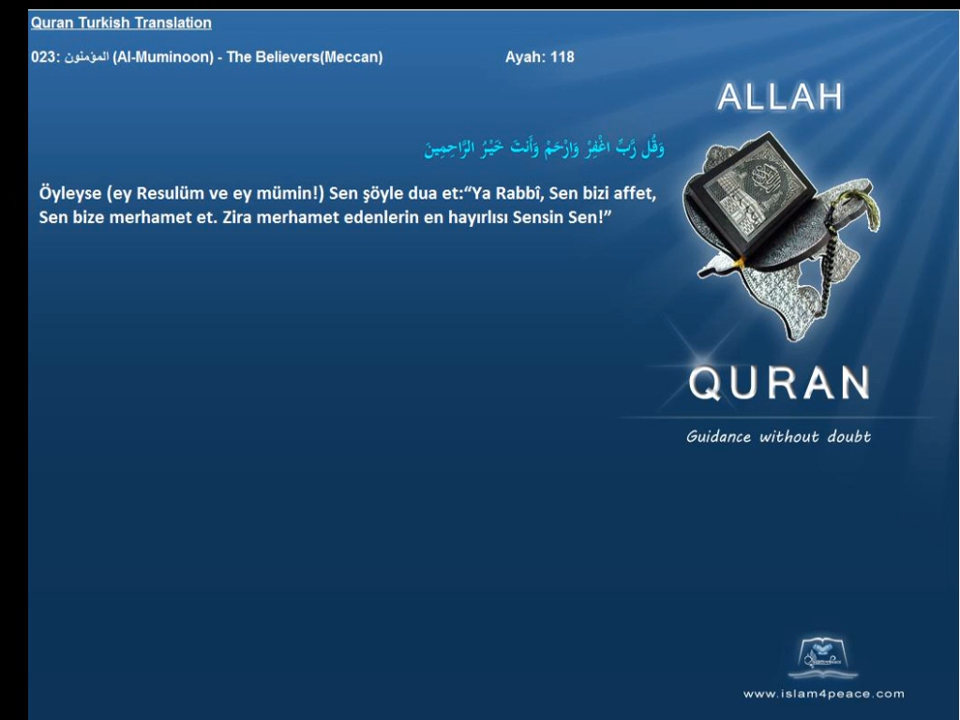 Quran Turkish Translation
023: المؤمنون (Al-Muminoon) - The Believers(Meccan) Ayah: 118
ALLAH
وَقُل رَّبِّ اغْفِرْ وَارْحَمْ وَأَنتَ خَيْرُ الرَّاحِمِينَ
Öyleyse (ey Resulüm ve ey mümin!) Sen şöyle dua et:“Ya Rabbî, Sen bizi affet,
Sen bize merhamet et. Zira merhamet edenlerin en hayırlısı Sensin Sen!”
QURAN
Guidance without doubt
www.islam4peace.com